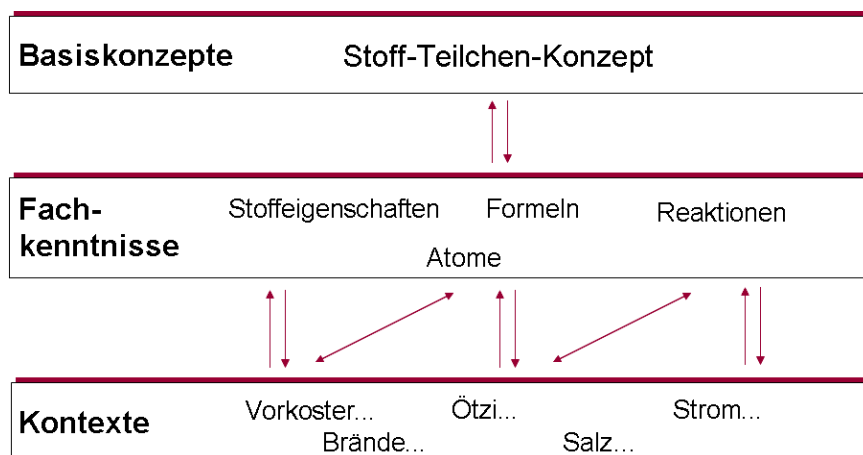 Basiskonzepte Stoff-Teilchen-Konzept
Fach-
kenntnisse
Stoffeigenschaften Formeln Reaktionen
Atome
Kontexte
Vorkoster... Ötzi... Strom...
Brände... Salz...